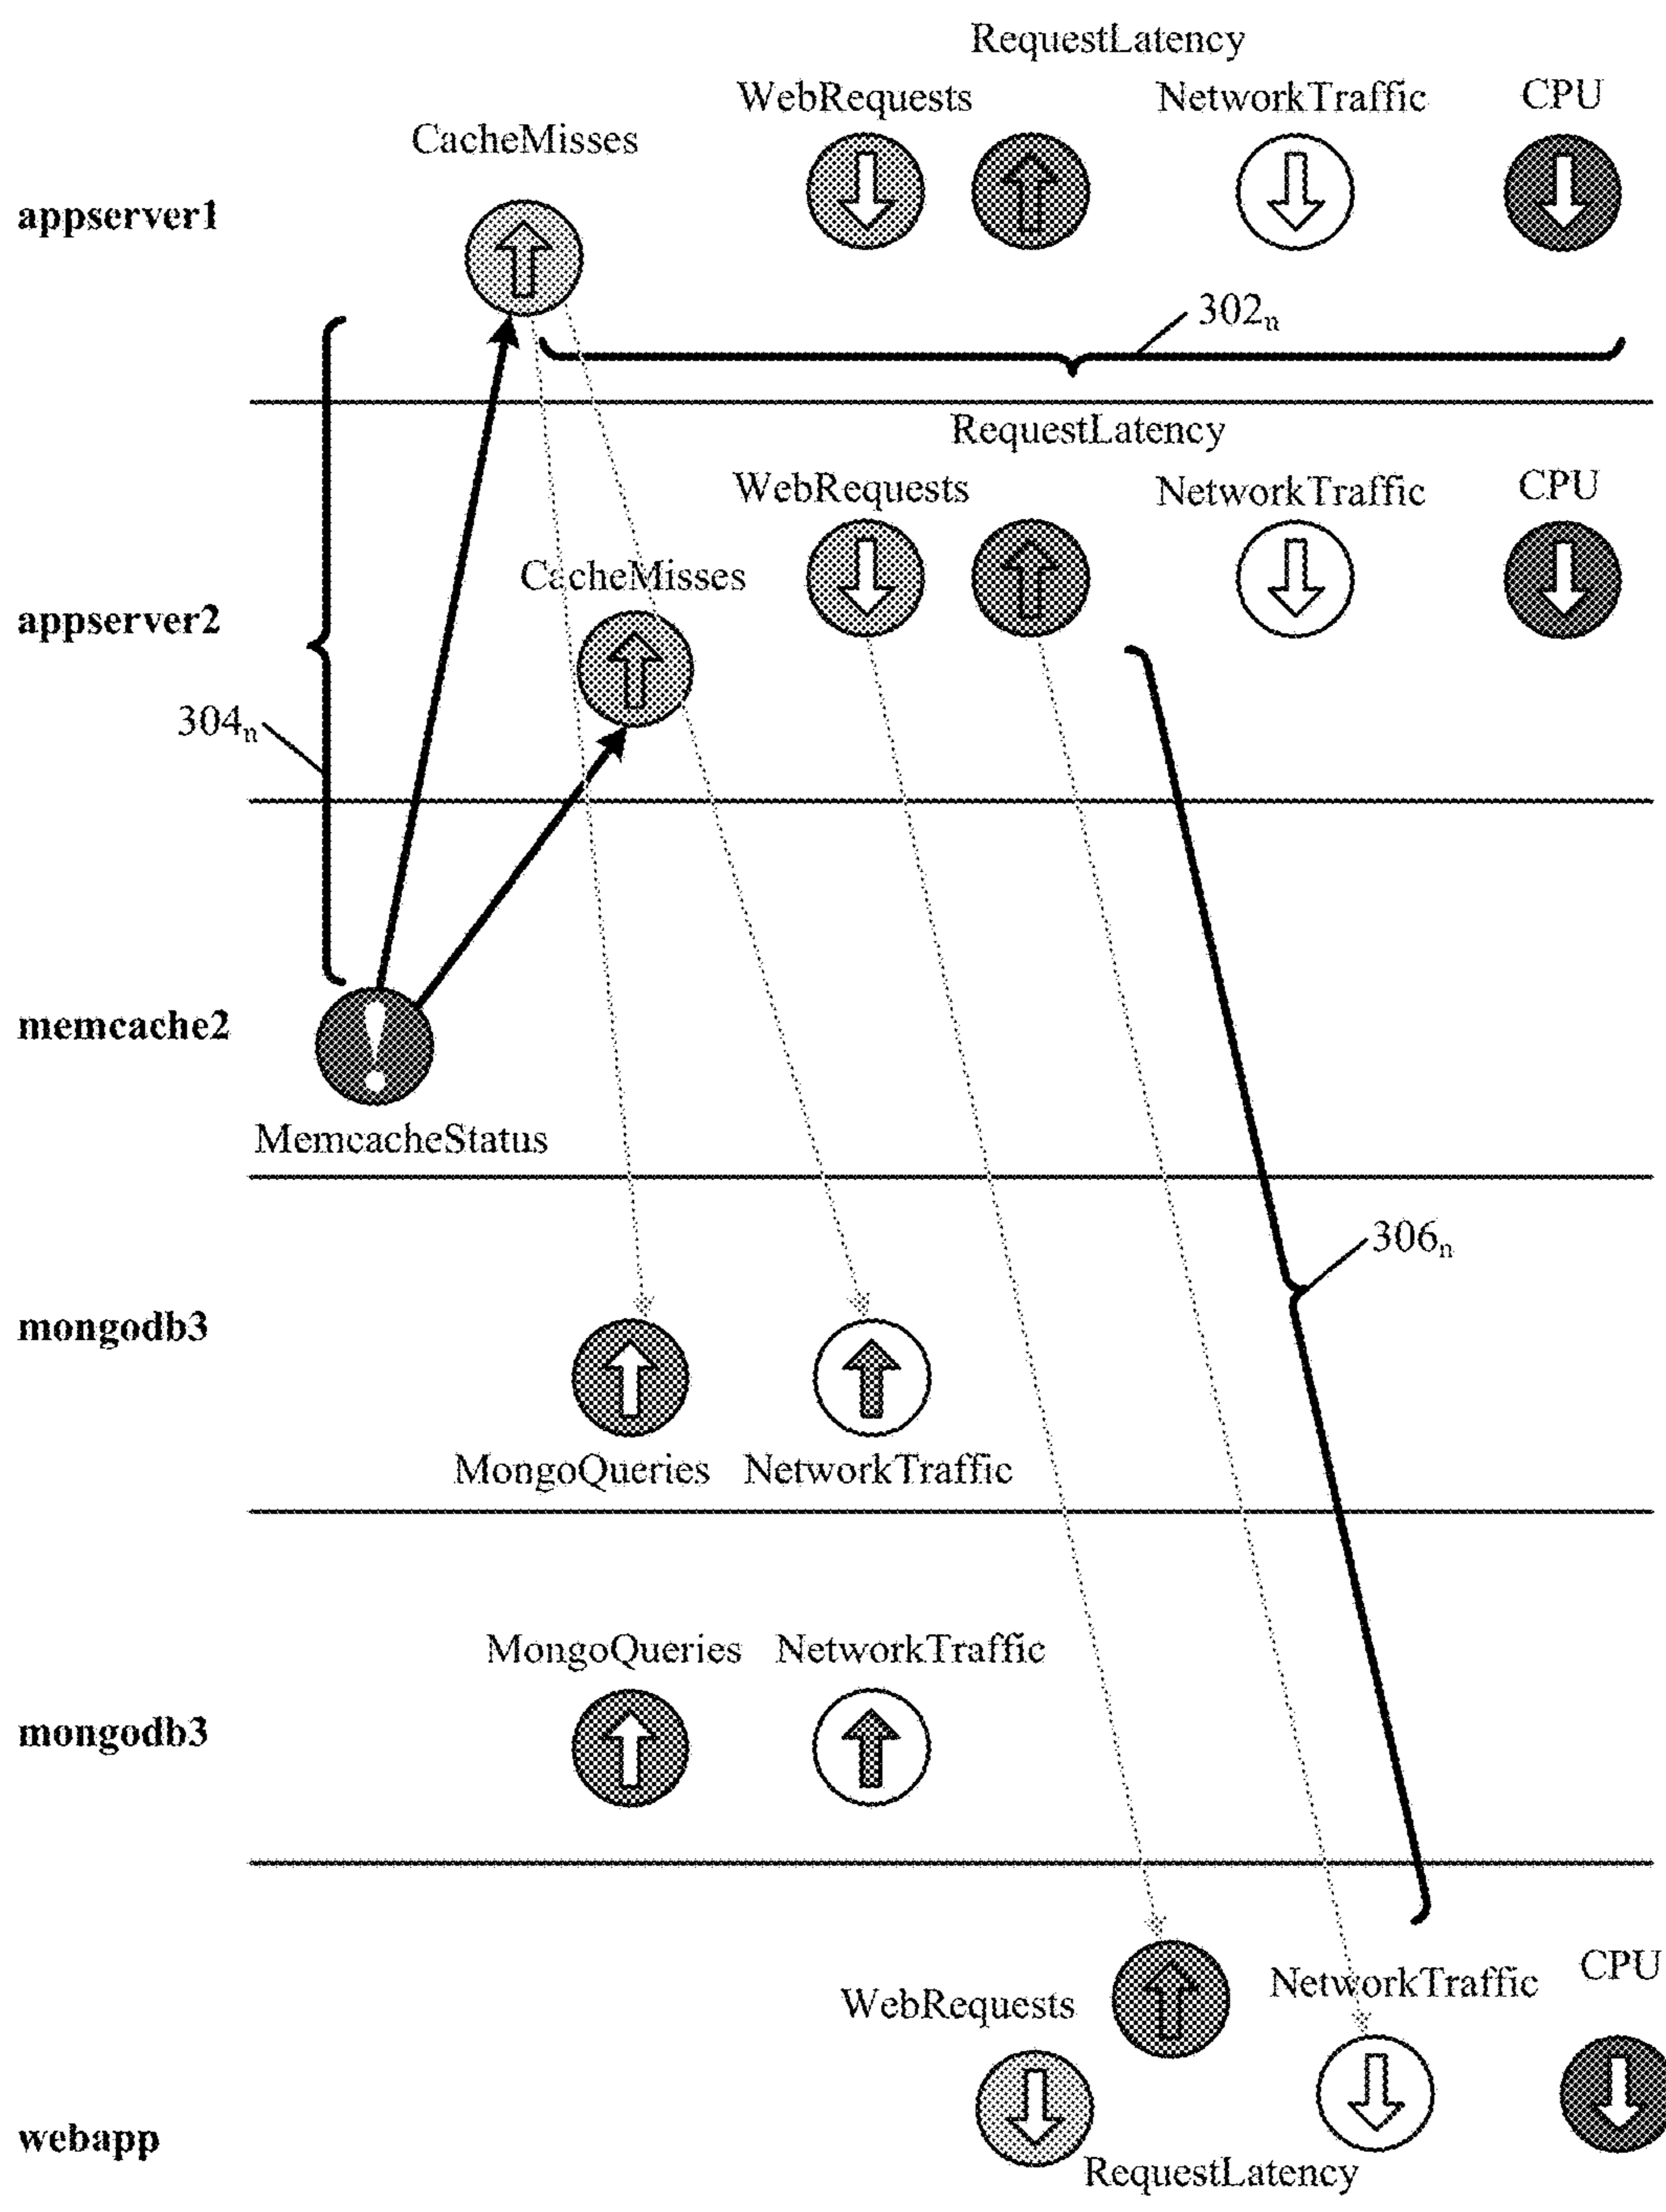 RequestLatency
WebRequests
NetworkTraffic
CPU
CacheMisses
appserver1
302n
RequestLatency
WebRequests
NetworkTraffic
CPU
CacheMisses
appserver2
304n
memcache2
!
MemcacheStatus
306n
mongodb3
MongoQueries
NetworkTraffic
MongoQueries
NetworkTraffic
mongodb3
CPU
NetworkTraffic
WebRequests
webapp
RequestLatency